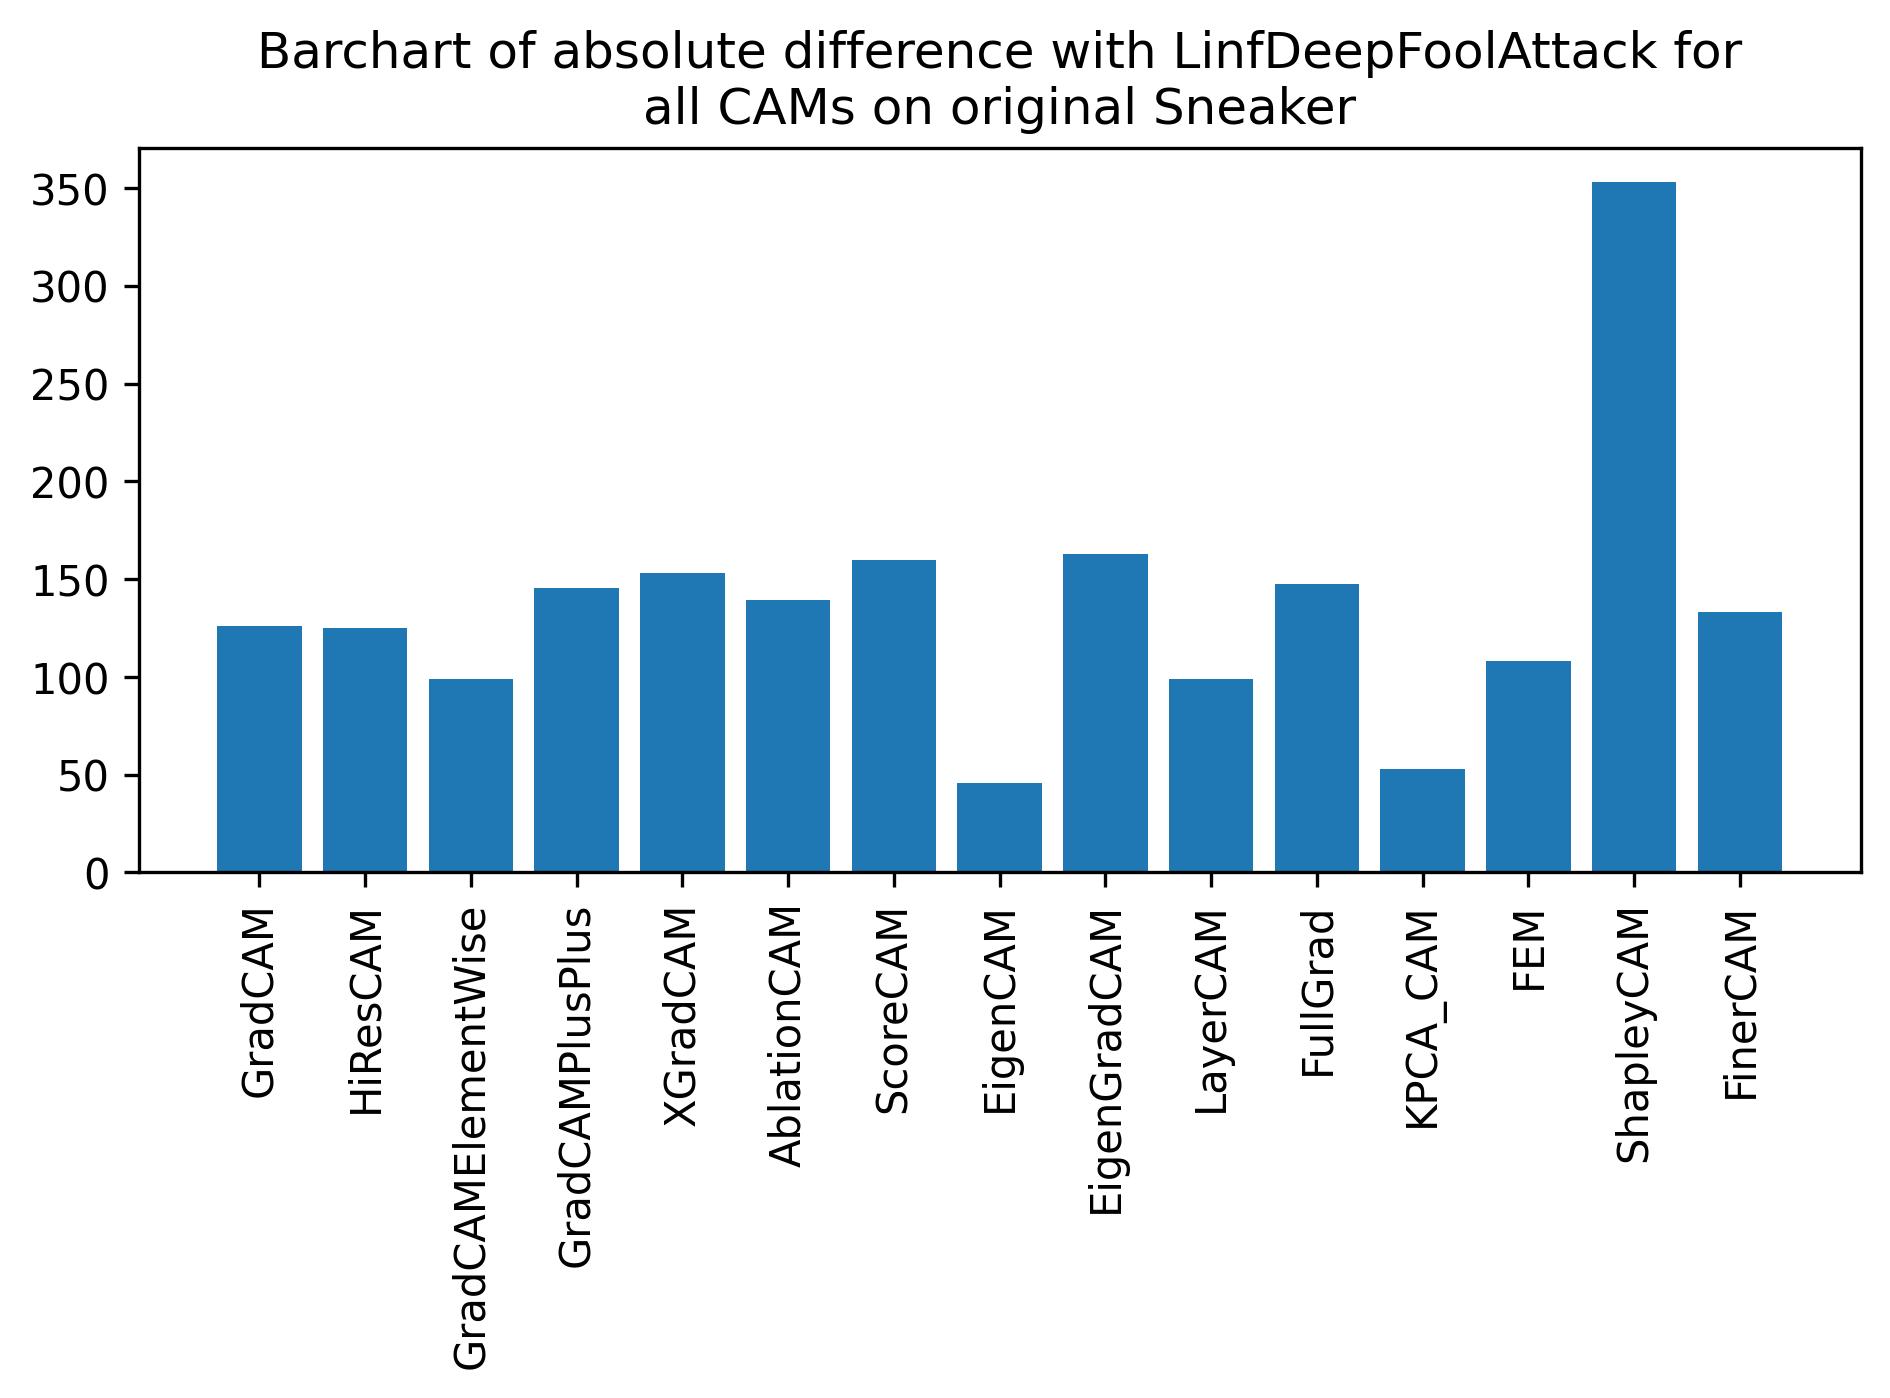 Barchart of absolute difference with LinfDeepFoolAttack for
all CAMs on original Sneaker
350
300
250
200
150
100
50
0
GradCAM
HiResCAM
GradCAMElementWise
GradCAMPlusPlus
XGradCAM
AblationCAM
ScoreCAM
EigenCAM
EigenGradCAM
LayerCAM
FullGrad
KPCA_CAM
FEM
ShapleyCAM
FinerCAM